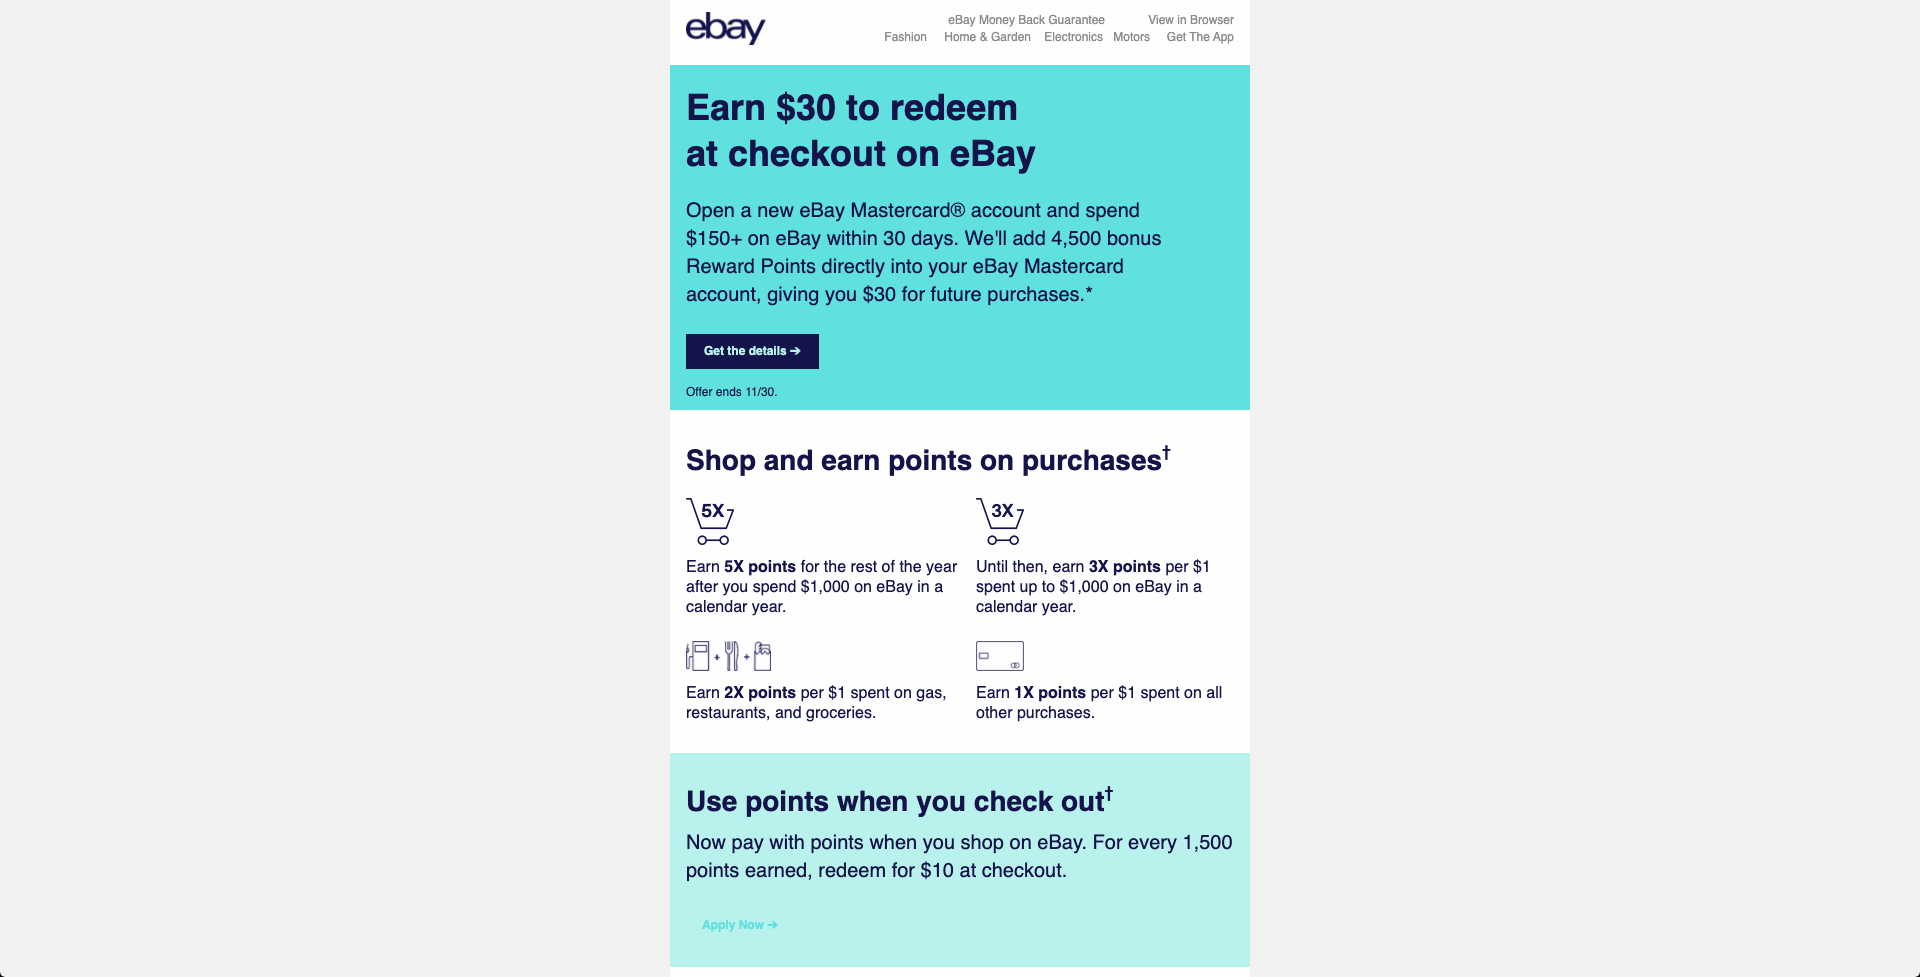 ebay
eBay Money Back Guarantee View in Browser
Fashion Home & Garden Electronics Motors Get The App
Earn $30 to redeem
at checkout on eBay
Open a new eBay Mastercard® account and spend
$150+ on eBay within 30 days. We'll add 4,500 bonus
Reward Points directly into your eBay Mastercard
account, giving you $30 for future purchases.*
Get the details ➔
Offer ends 11/30.
Shop and earn points on purchases†
5X
Earn 5X points for the rest of the year
after you spend $1,000 on eBay in a
calendar year.
3X
Until then, earn 3X points per $1
spent up to $1,000 on eBay in a
calendar year.
Earn 2X points per $1 spent on gas,
restaurants, and groceries.
Earn 1X points per $1 spent on all
other purchases.
Use points when you check out†
Now pay with points when you shop on eBay. For every 1,500
points earned, redeem for $10 at checkout.
Apply Now ➔